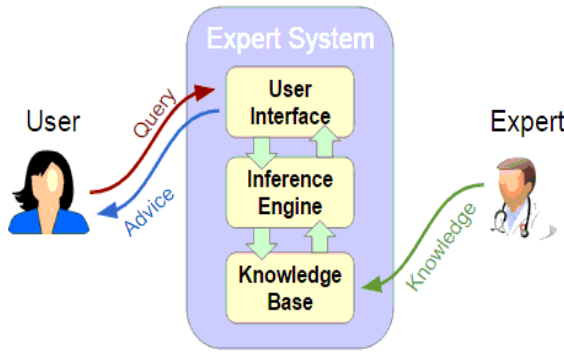 Expert System
User
Interface
User
Query
Advice
Inference
Engine
Knowledge
Base
Expert
Knowledge